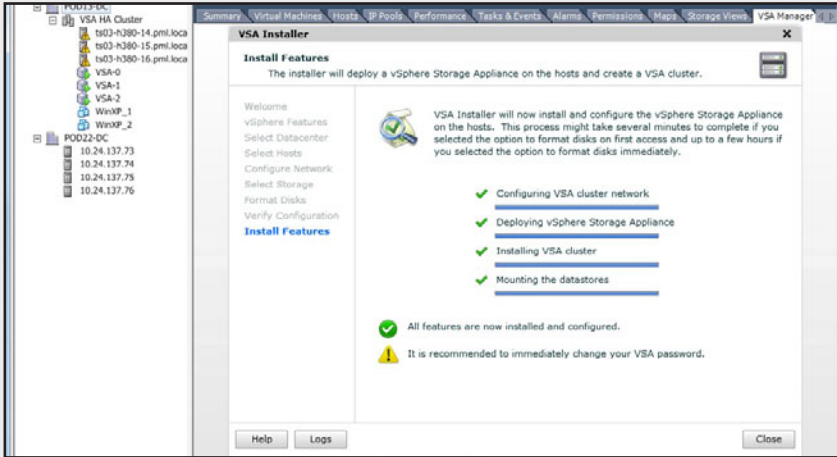 POD13-DC
VSA HA Cluster
ts03-h380-14.pml.loca
ts03-h380-15.pml.loca
ts03-h380-16.pml.loca
VSA-0
VSA-1
VSA-2
WinXP_1
WinXP_2
POD22-DC
10.24.137.73
10.24.137.74
10.24.137.75
10.24.137.76
Summary Virtual Machines Hosts IP Pools Performance Tasks & Events Alarms Permissions Maps Storage Views VSA Manager
VSA Installer
Install Features
The installer will deploy a vSphere Storage Appliance on the hosts and create a VSA cluster.
Welcome
vSphere Features
Select Datacenter
Select Hosts
Configure Network
Select Storage
Format Disks
Verify Configuration
Install Features
VSA Installer will now install and configure the vSphere Storage Appliance
on the hosts. This process might take several minutes to complete if you
selected the option to format disks on first access and up to a few hours if
you selected the option to format disks immediately.
Configuring VSA cluster network
Deploying vSphere Storage Appliance
Installing VSA cluster
Mounting the datastores
All features are now installed and configured.
It is recommended to immediately change your VSA password.
Help Logs Close